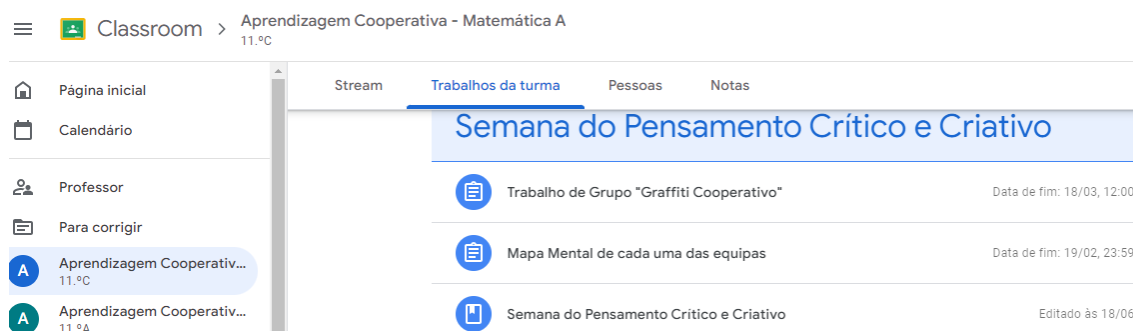 Classroom
Aprendizagem Cooperativa - Matemática A
11.ºC
Página inicial
Calendário
Professor
Para corrigir
A
Aprendizagem Cooperativ...
11.ºC
A
Aprendizagem Cooperativ...
11.ºA
Stream
Trabalhos da turma
Pessoas
Notas
Semana do Pensamento Crítico e Criativo
Trabalho de Grupo "Graffiti Cooperativo"
Data de fim: 18/03, 12:00
Mapa Mental de cada uma das equipas
Data de fim: 19/02, 23:59
Semana do Pensamento Crítico e Criativo
Editado às 18/06